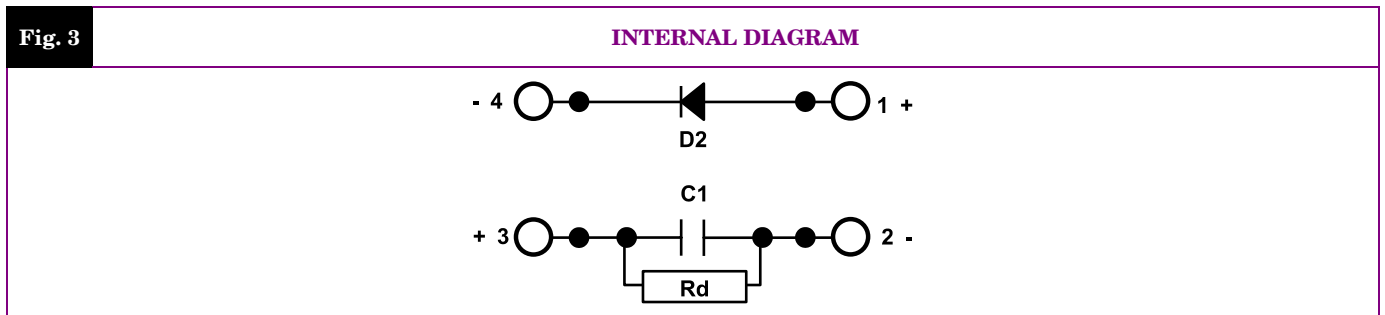 Fig. 3
INTERNAL DIAGRAM
- 4
1 +
D2
C1
+ 3
2 -
Rd